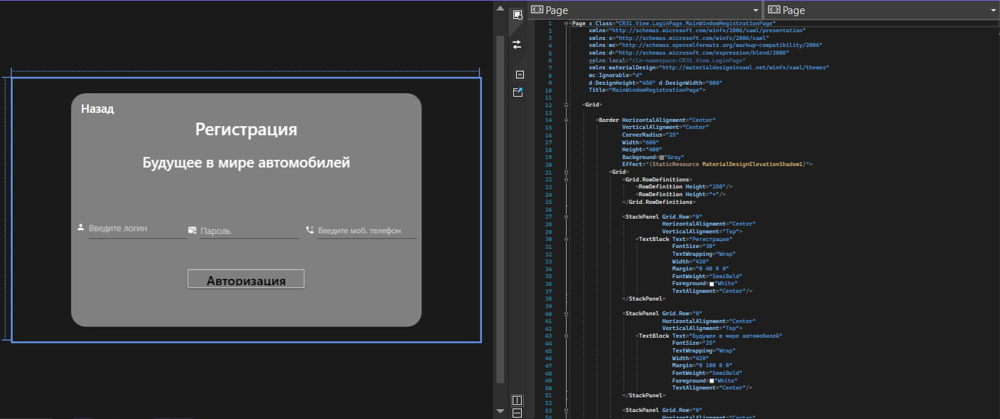 Назад
Регистрация
Будущее в мире автомобилей
Введите логин
Пароль
Введите моб. телефон
Авторизация
Page
Page
1 <Page x:Class="CR31.View.LoginPage.MainWindowRegistrationPage"
2 xmlns="http://schemas.microsoft.com/winfx/2006/xaml/presentation"
3 xmlns:x="http://schemas.microsoft.com/winfx/2006/xaml"
4 xmlns:mc="http://schemas.openxmlformats.org/markup-compatibility/2006"
5 xmlns:d="http://schemas.microsoft.com/expression/blend/2008"
6 xmlns:local="clr-namespace:CR31.View.LoginPage"
7 xmlns:materialDesign="http://materialdesigninxaml.net/winfx/xaml/themes"
8 mc:Ignorable="d"
9 d:DesignHeight="450" d:DesignWidth="800"
10 Title="MainWindowRegistrationPage">
11
12 <Grid>
13
14 <Border HorizontalAlignment="Center"
15 VerticalAlignment="Center"
16 CornerRadius="25"
17 Width="600"
18 Height="400"
19 Background="Gray"
20 Effect="{StaticResource MaterialDesignElevationShadow1}">
21 <Grid>
22 <Grid.RowDefinitions>
23 <RowDefinition Height="250"/>
24 <RowDefinition Height="*"/>
25 </Grid.RowDefinitions>
26
27 <StackPanel Grid.Row="0"
28 HorizontalAlignment="Center"
29 VerticalAlignment="Top">
30 <TextBlock Text="Регистрация"
31 FontSize="30"
32 TextWrapping="Wrap"
33 Width="420"
34 Margin="0 40 0 0"
35 FontWeight="SemiBold"
36 Foreground="White"
37 TextAlignment="Center"/>
38 </StackPanel>
39
40 <StackPanel Grid.Row="0"
41 HorizontalAlignment="Center"
42 VerticalAlignment="Top">
43 <TextBlock Text="Будущее в мире автомобилей"
44 FontSize="25"
45 TextWrapping="Wrap"
46 Width="420"
47 Margin="0 100 0 0"
48 FontWeight="SemiBold"
49 Foreground="White"
50 TextAlignment="Center"/>
51 </StackPanel>
52
53 <StackPanel Grid.Row="0"
54 HorizontalAlignment="Center"